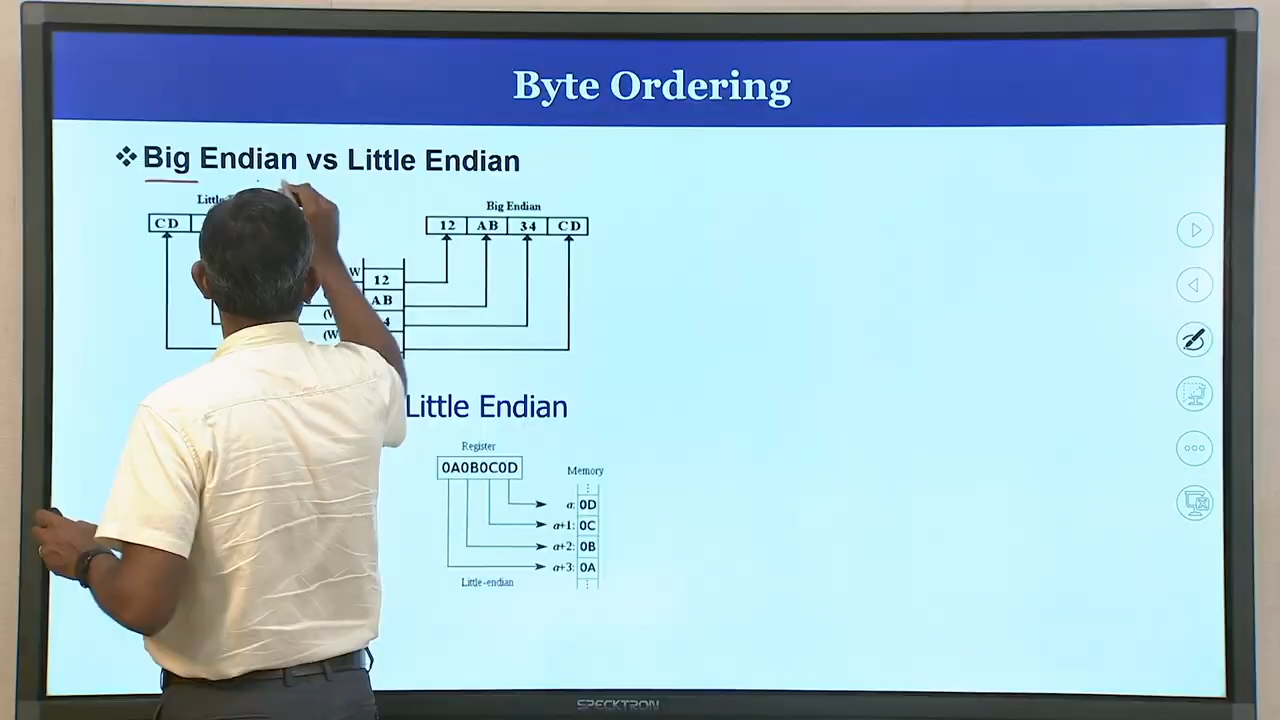 Byte Ordering
❖ Big Endian vs Little Endian
Big Endian
CD
12 AB 34 CD
12
AB
Little Endian
Register
0A0B0C0D
Memory
a: 0D
a+1: 0C
a+2: 0B
a+3: 0A
Little-endian
SPECKTRON